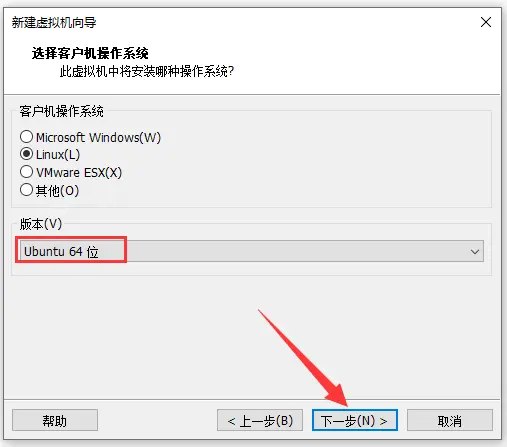 新建虚拟机向导
选择客户机操作系统
此虚拟机中将安装哪种操作系统?
客户机操作系统
Microsoft Windows(W)
Linux(L)
VMware ESX(X)
其他(O)
版本(V)
Ubuntu 64 位
帮助
< 上一步(B)
下一步(N) >
取消